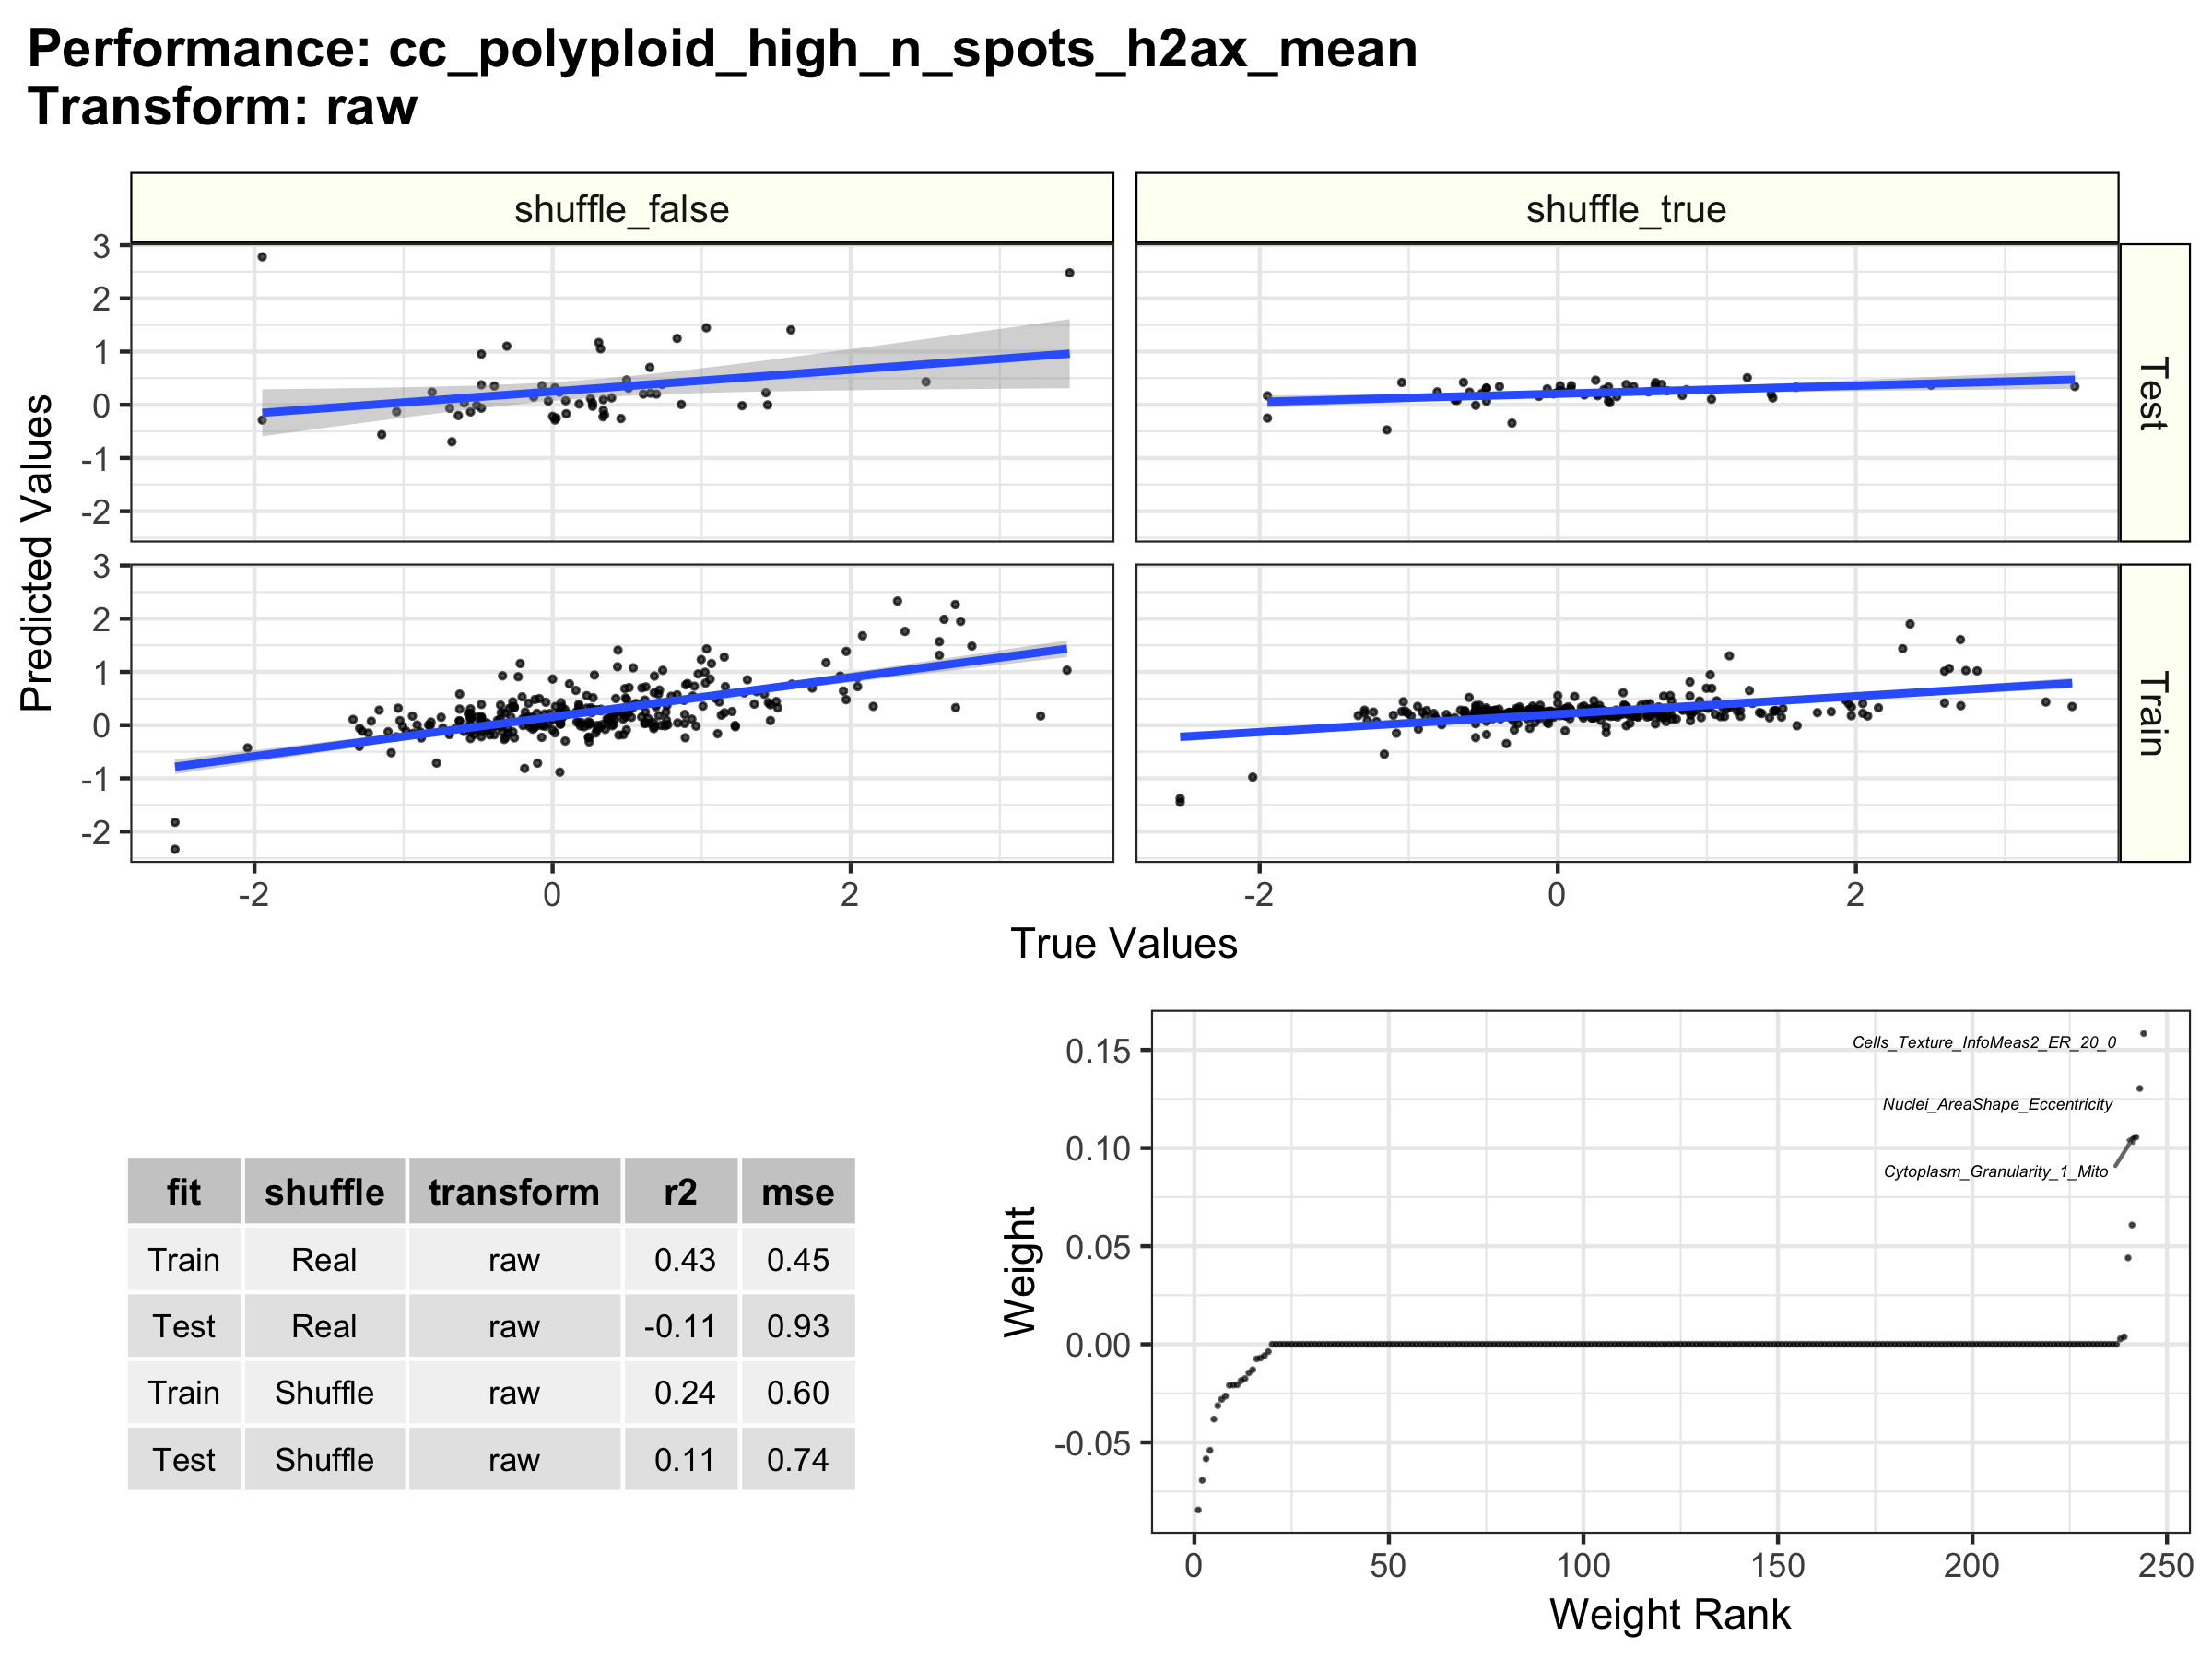 Performance: cc_polyploid_high_n_spots_h2ax_mean
Transform: raw
shuffle_false
shuffle_true
3
2
1
0
-1
-2
Test
3
2
1
0
-1
-2
Train
Predicted Values
-2
0
2
-2
0
2
True Values
fit shuffle transform r2 mse
Train Real raw 0.43 0.45
Test Real raw -0.11 0.93
Train Shuffle raw 0.24 0.60
Test Shuffle raw 0.11 0.74
Weight
0.15
0.10
0.05
0.00
-0.05
Cells_Texture_InfoMeas2_ER_20_0
Nuclei_AreaShape_Eccentricity
Cytoplasm_Granularity_1_Mito
0
50
100
150
200
250
Weight Rank